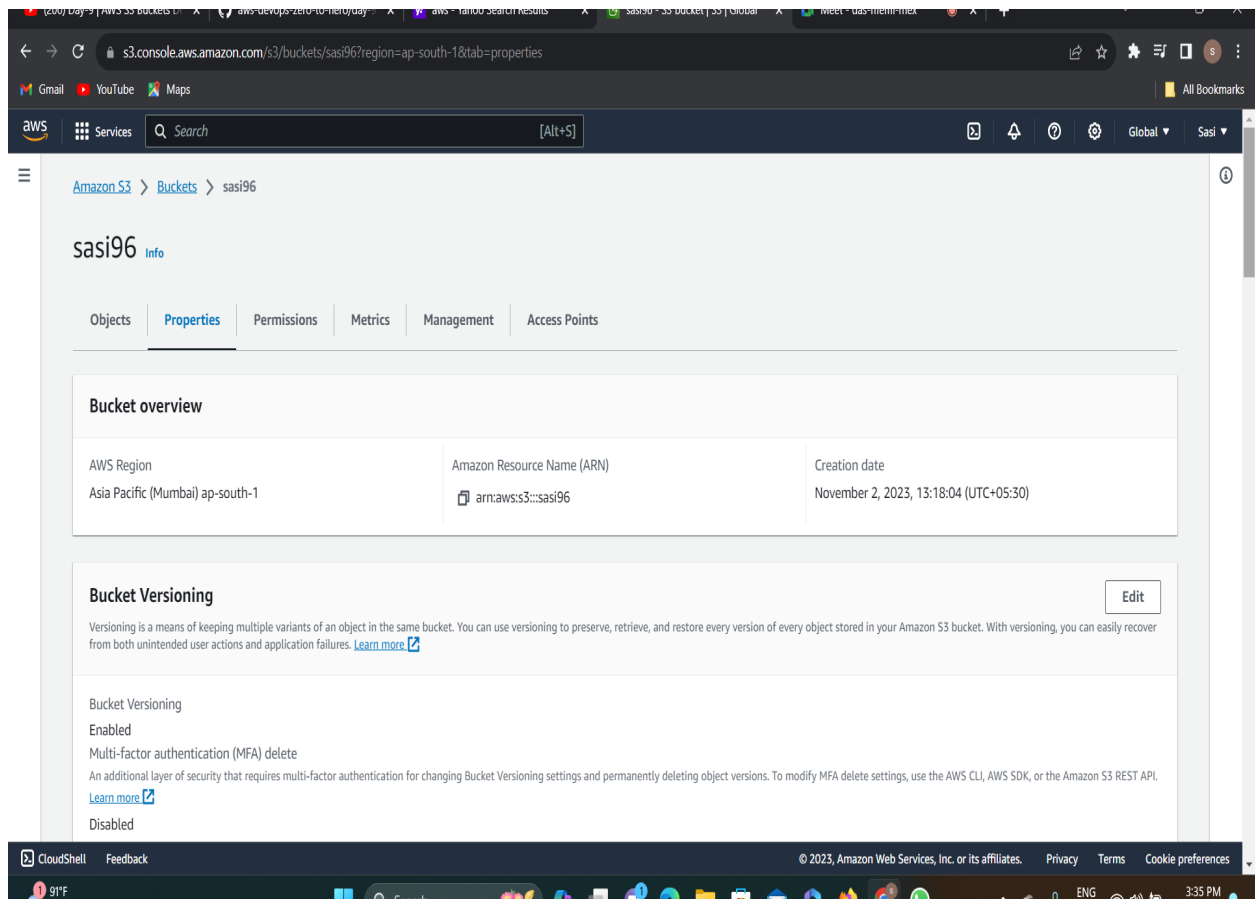 (200) Day-9 | AWS S3 Buckets D
aws-devops-zero-to-hero/day-9
aws - Yahoo Search Results
sasi96 - S3 bucket | S3 | Global
Meet - das-memi-mex
s3.console.aws.amazon.com/s3/buckets/sasi96?region=ap-south-1&tab=properties
S
Gmail YouTube Maps All Bookmarks
aws Services Search [Alt+S] Global Sasi
Amazon S3 > Buckets > sasi96
sasi96 Info
Objects Properties Permissions Metrics Management Access Points
Bucket overview
AWS Region
Asia Pacific (Mumbai) ap-south-1
Amazon Resource Name (ARN)
arn:aws:s3:::sasi96
Creation date
November 2, 2023, 13:18:04 (UTC+05:30)
Bucket Versioning
Edit
Versioning is a means of keeping multiple variants of an object in the same bucket. You can use versioning to preserve, retrieve, and restore every version of every object stored in your Amazon S3 bucket. With versioning, you can easily recover
from both unintended user actions and application failures. Learn more
Bucket Versioning
Enabled
Multi-factor authentication (MFA) delete
An additional layer of security that requires multi-factor authentication for changing Bucket Versioning settings and permanently deleting object versions. To modify MFA delete settings, use the AWS CLI, AWS SDK, or the Amazon S3 REST API.
Learn more
Disabled
CloudShell Feedback © 2023, Amazon Web Services, Inc. or its affiliates. Privacy Terms Cookie preferences
1 91°F Search 1 ENG 3:35 PM